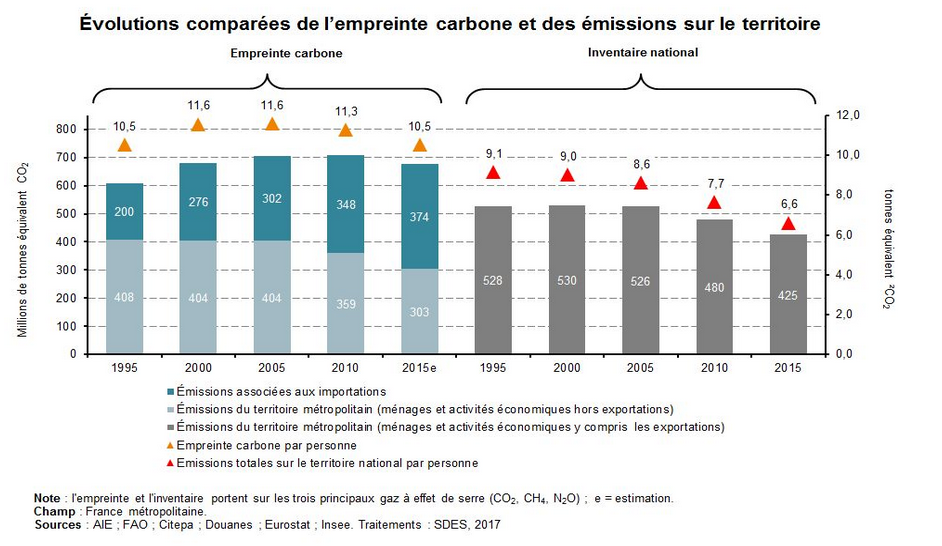 Évolutions comparées de l'empreinte carbone et des émissions sur le territoire
Empreinte carbone
Inventaire national
Millions de tonnes équivalent CO₂
800
700
600
500
400
300
200
100
0
10,5
11,6
11,6
11,3
10,5
200
276
302
348
374
408
404
404
359
303
9,1
9,0
8,6
7,7
6,6
528
530
526
480
425
12,0
10,0
8,0
6,0
4,0
2,0
0,0
tonnes équivalent ²CO₂
1995 2000 2005 2010 2015e 1995 2000 2005 2010 2015
Émissions associées aux importations
Émissions du territoire métropolitain (ménages et activités économiques hors exportations)
Émissions du territoire métropolitain (ménages et activités économiques y compris les exportations)
Empreinte carbone par personne
Emissions totales sur le territoire national par personne
Note : l'empreinte et l'inventaire portent sur les trois principaux gaz à effet de serre (CO₂, CH₄, N₂O) ; e = estimation.
Champ : France métropolitaine.
Sources : AIE ; FAO ; Citepa ; Douanes ; Eurostat ; Insee. Traitements : SDES, 2017